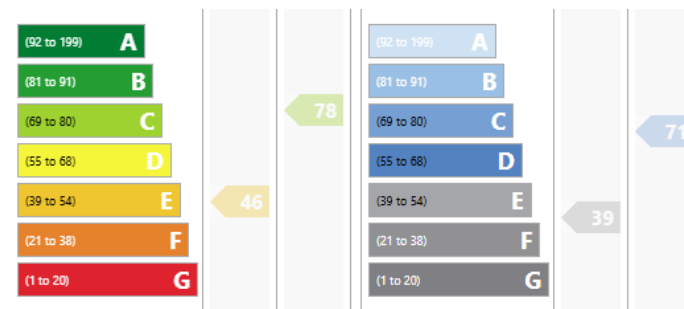 (92 to 199) A
(81 to 91) B
(69 to 80) C
(55 to 68) D
(39 to 54) E
(21 to 38) F
(1 to 20) G
46
78
(92 to 199) A
(81 to 91) B
(69 to 80) C
(55 to 68) D
(39 to 54) E
(21 to 38) F
(1 to 20) G
39
71